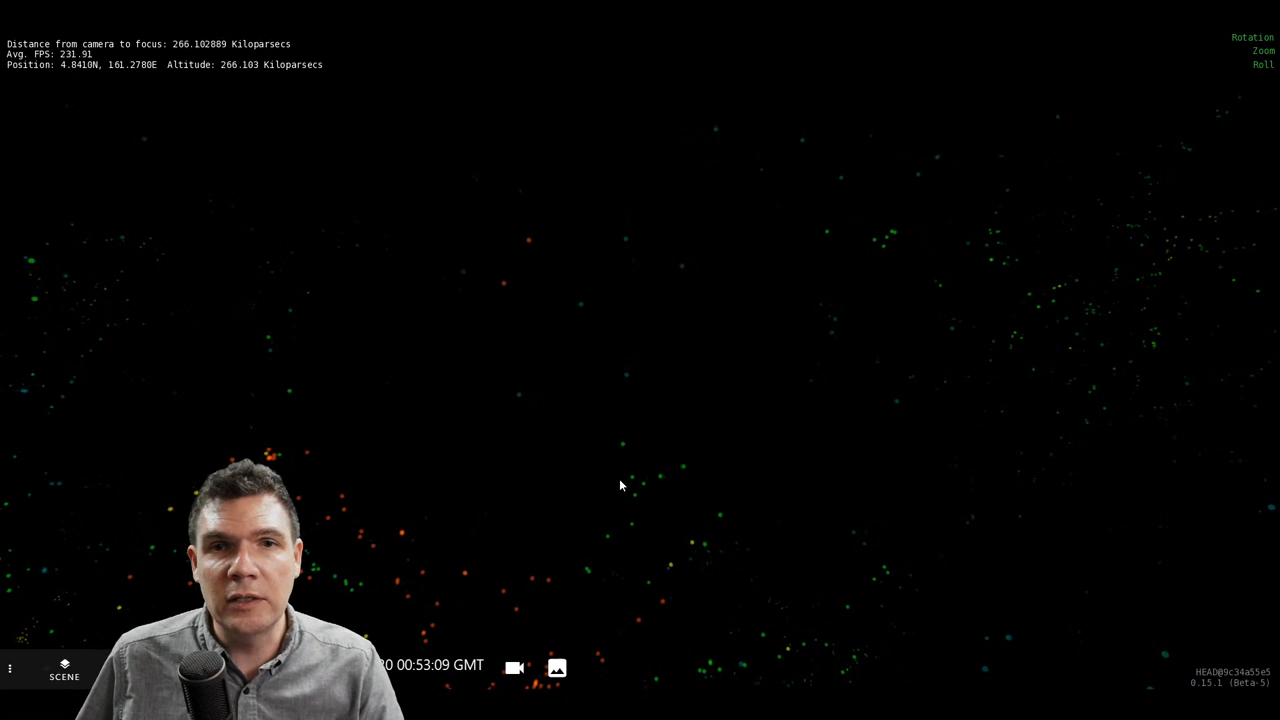 Distance from camera to focus: 266.102889 Kiloparsecs
Avg. FPS: 231.91
Position: 4.8410N, 161.2780E  Altitude: 266.103 Kiloparsecs
Rotation
Zoom
Roll
SCENE
0 00:53:09 GMT
HEAD@9c34a55e5
0.15.1 (Beta-5)